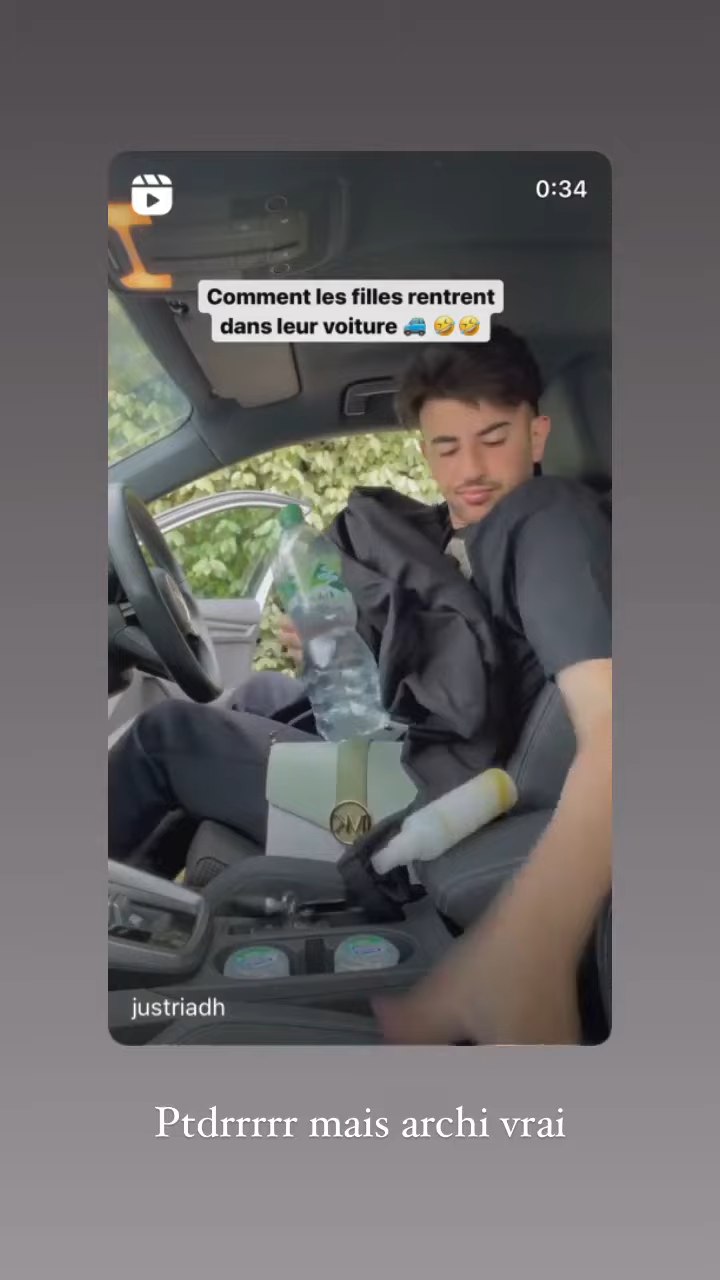 0:34
Comment les filles rentrent
dans leur voiture 🚙 🤣🤣
justriadh
Ptdrrrrr mais archi vrai